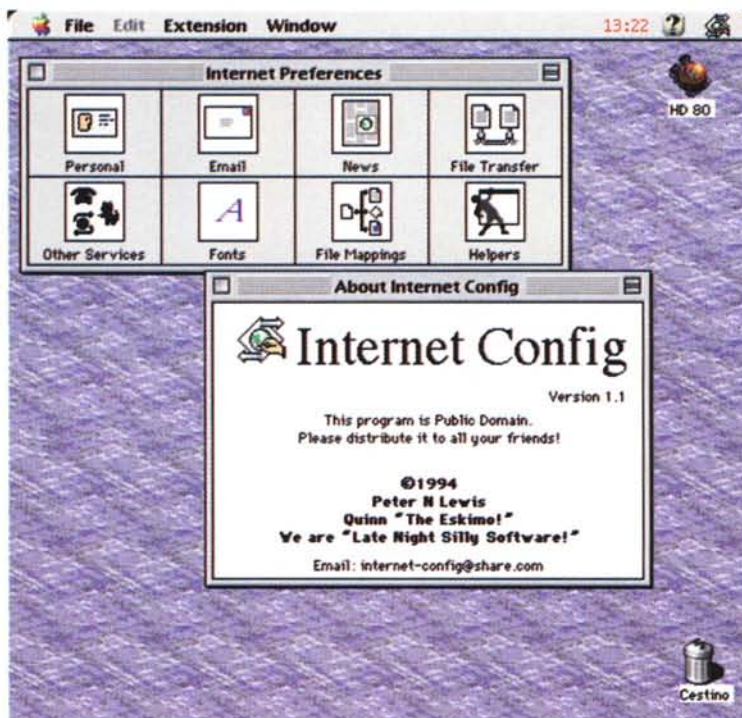 File Edit Extension Window 13:22
HD 80
Internet Preferences
Personal Email News File Transfer
Other Services Fonts File Mappings Helpers
About Internet Config
Internet Config
Version 1.1
This program is Public Domain.
Please distribute it to all your friends!
©1994
Peter N Lewis
Quinn "The Eskimo!"
We are "Late Night Silly Software!"
Email: internet-config@share.com
Cestino